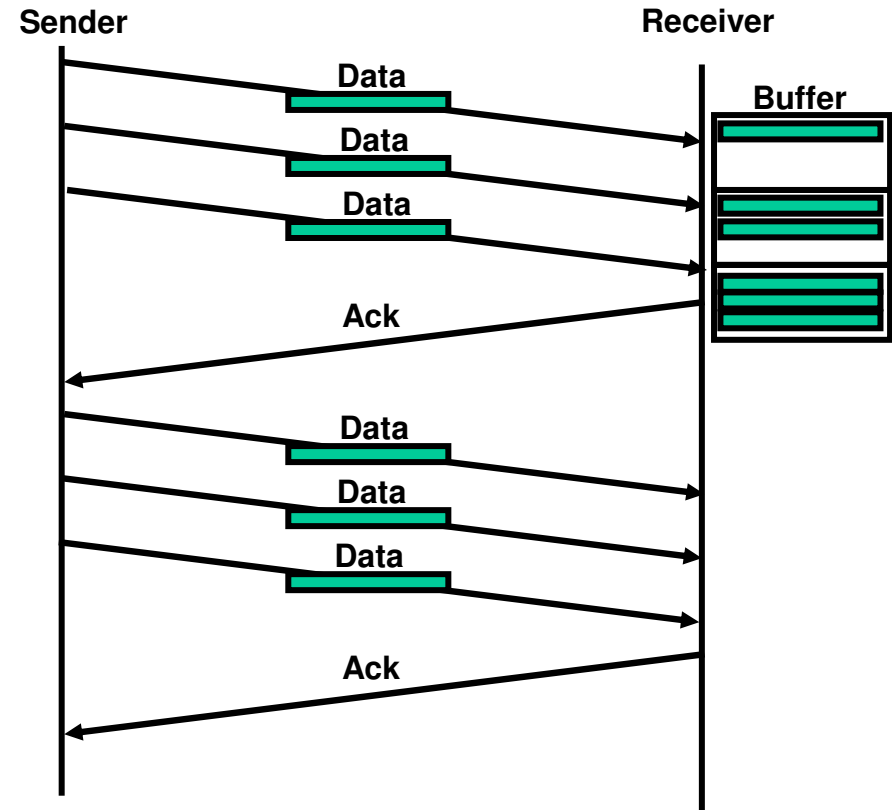 Sender
Receiver
Data
Buffer
Data
Data
Ack
Data
Data
Data
Ack